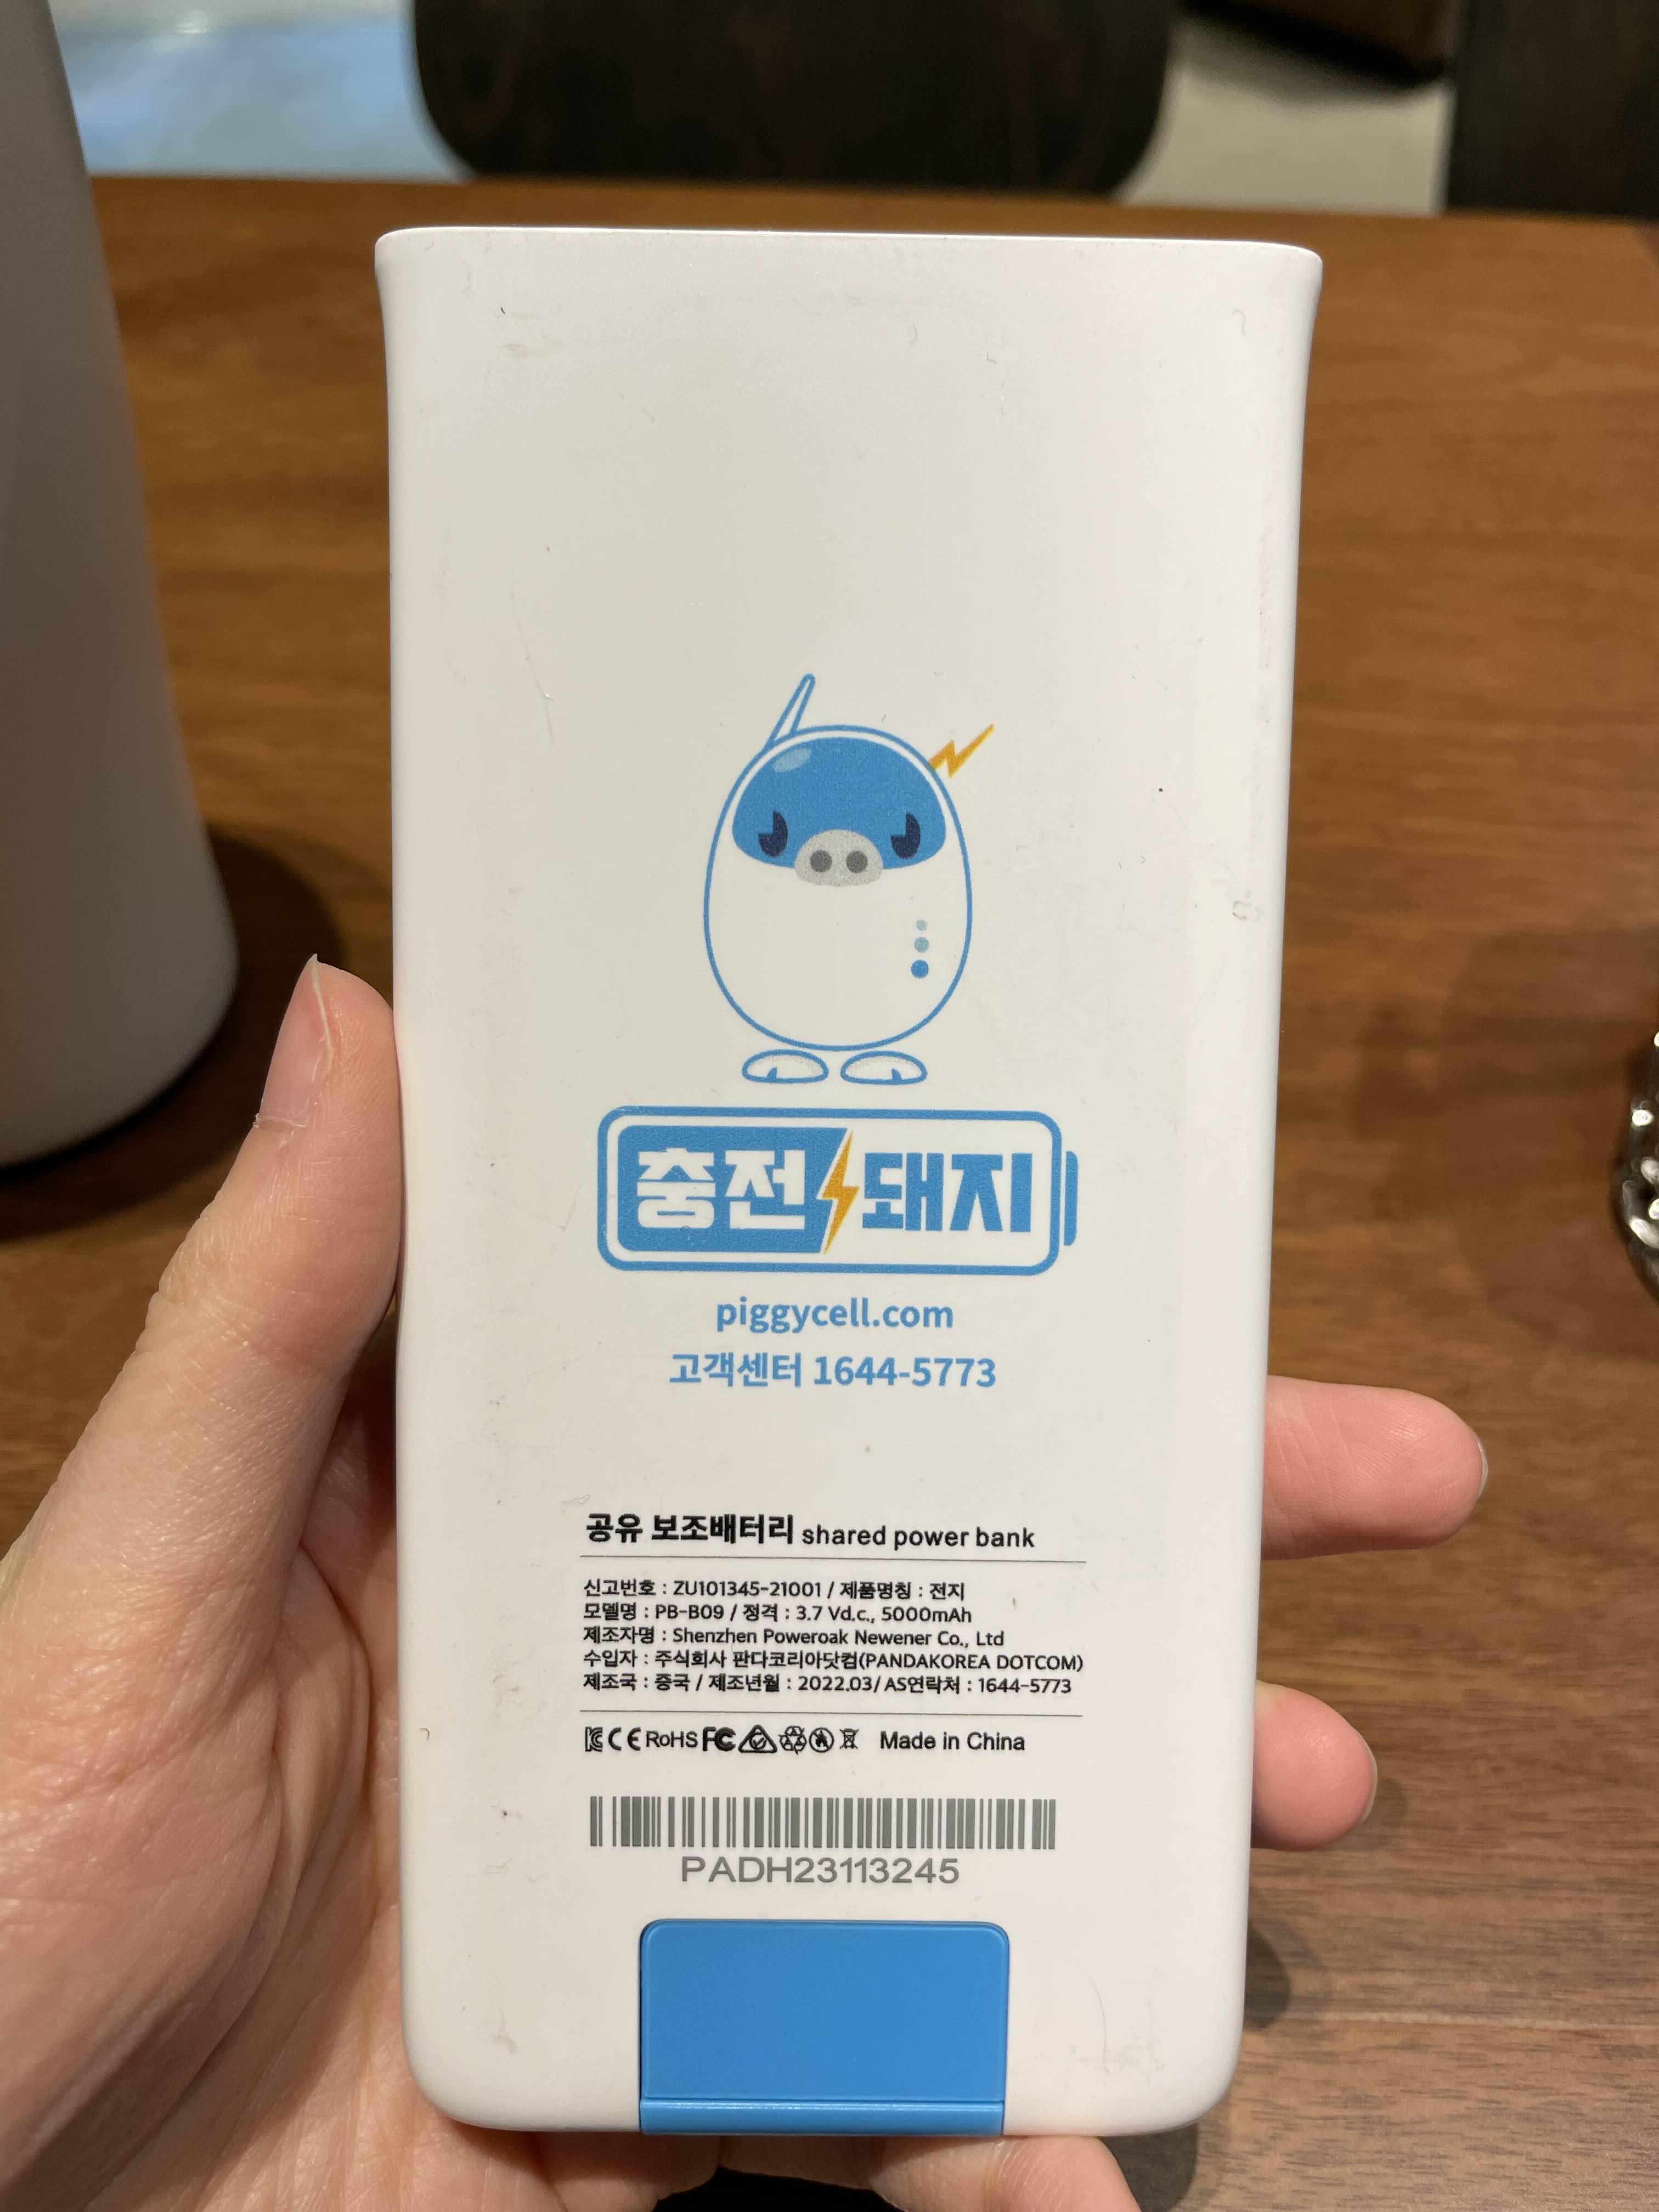 충전돼지
piggycell.com
고객센터 1644-5773
공유 보조배터리 shared power bank
신고번호 : ZU101345-21001 / 제품명칭 : 전지
모델명 : PB-B09 / 정격 : 3.7 Vd.c., 5000mAh
제조자명 : Shenzhen Poweroak Newener Co., Ltd
수입자 : 주식회사 판다코리아닷컴(PANDAKOREA DOTCOM)
제조국 : 중국 / 제조년월 : 2022.03/ AS연락처 : 1644-5773
KC CE RoHS FC Made in China
PADH23113245